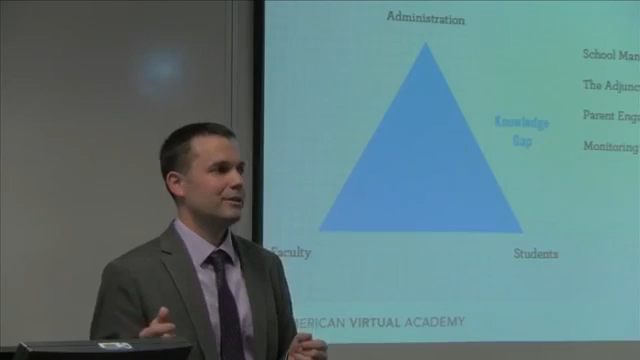 Administration
School Man
The Adjunc
Parent Enga
Monitoring
Knowledge
Gap
Faculty
Students
MERICAN VIRTUAL ACADEMY